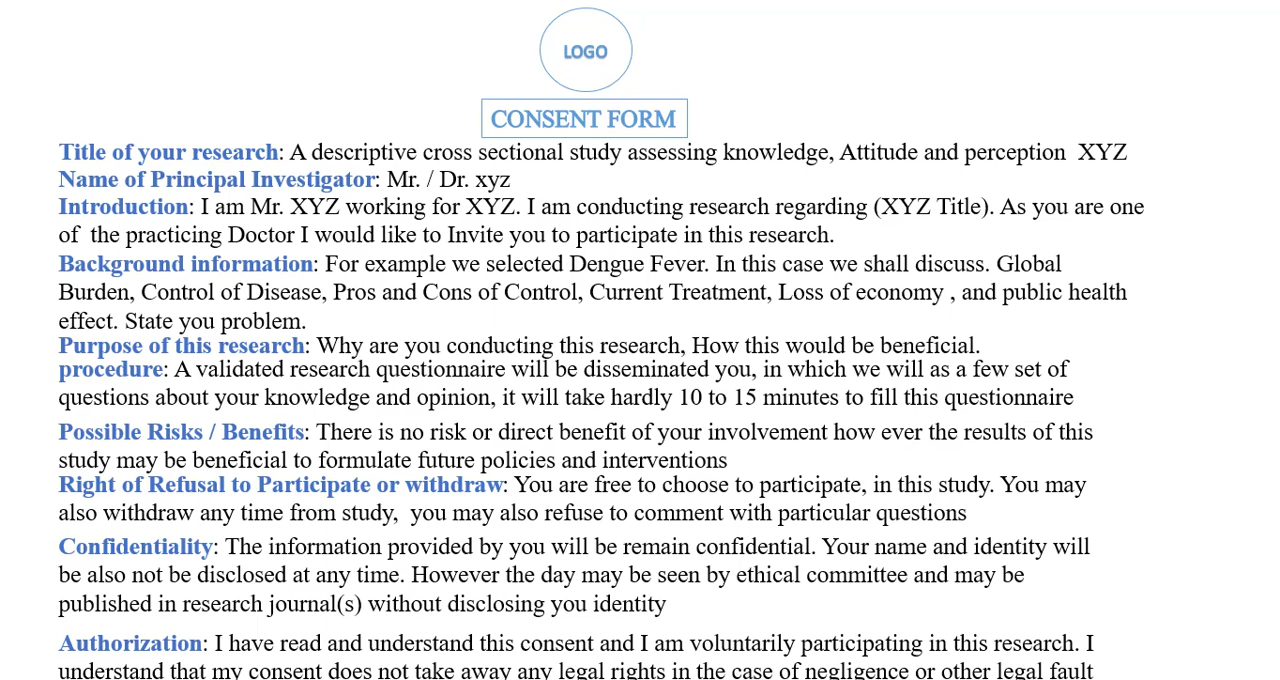 LOGO
CONSENT FORM
Title of your research: A descriptive cross sectional study assessing knowledge, Attitude and perception XYZ
Name of Principal Investigator: Mr. / Dr. xyz
Introduction: I am Mr. XYZ working for XYZ. I am conducting research regarding (XYZ Title). As you are one
of the practicing Doctor I would like to Invite you to participate in this research.
Background information: For example we selected Dengue Fever. In this case we shall discuss. Global
Burden, Control of Disease, Pros and Cons of Control, Current Treatment, Loss of economy , and public health
effect. State you problem.
Purpose of this research: Why are you conducting this research, How this would be beneficial.
procedure: A validated research questionnaire will be disseminated you, in which we will as a few set of
questions about your knowledge and opinion, it will take hardly 10 to 15 minutes to fill this questionnaire
Possible Risks / Benefits: There is no risk or direct benefit of your involvement how ever the results of this
study may be beneficial to formulate future policies and interventions
Right of Refusal to Participate or withdraw: You are free to choose to participate, in this study. You may
also withdraw any time from study, you may also refuse to comment with particular questions
Confidentiality: The information provided by you will be remain confidential. Your name and identity will
be also not be disclosed at any time. However the day may be seen by ethical committee and may be
published in research journal(s) without disclosing you identity
Authorization: I have read and understand this consent and I am voluntarily participating in this research. I
understand that my consent does not take away any legal rights in the case of negligence or other legal fault